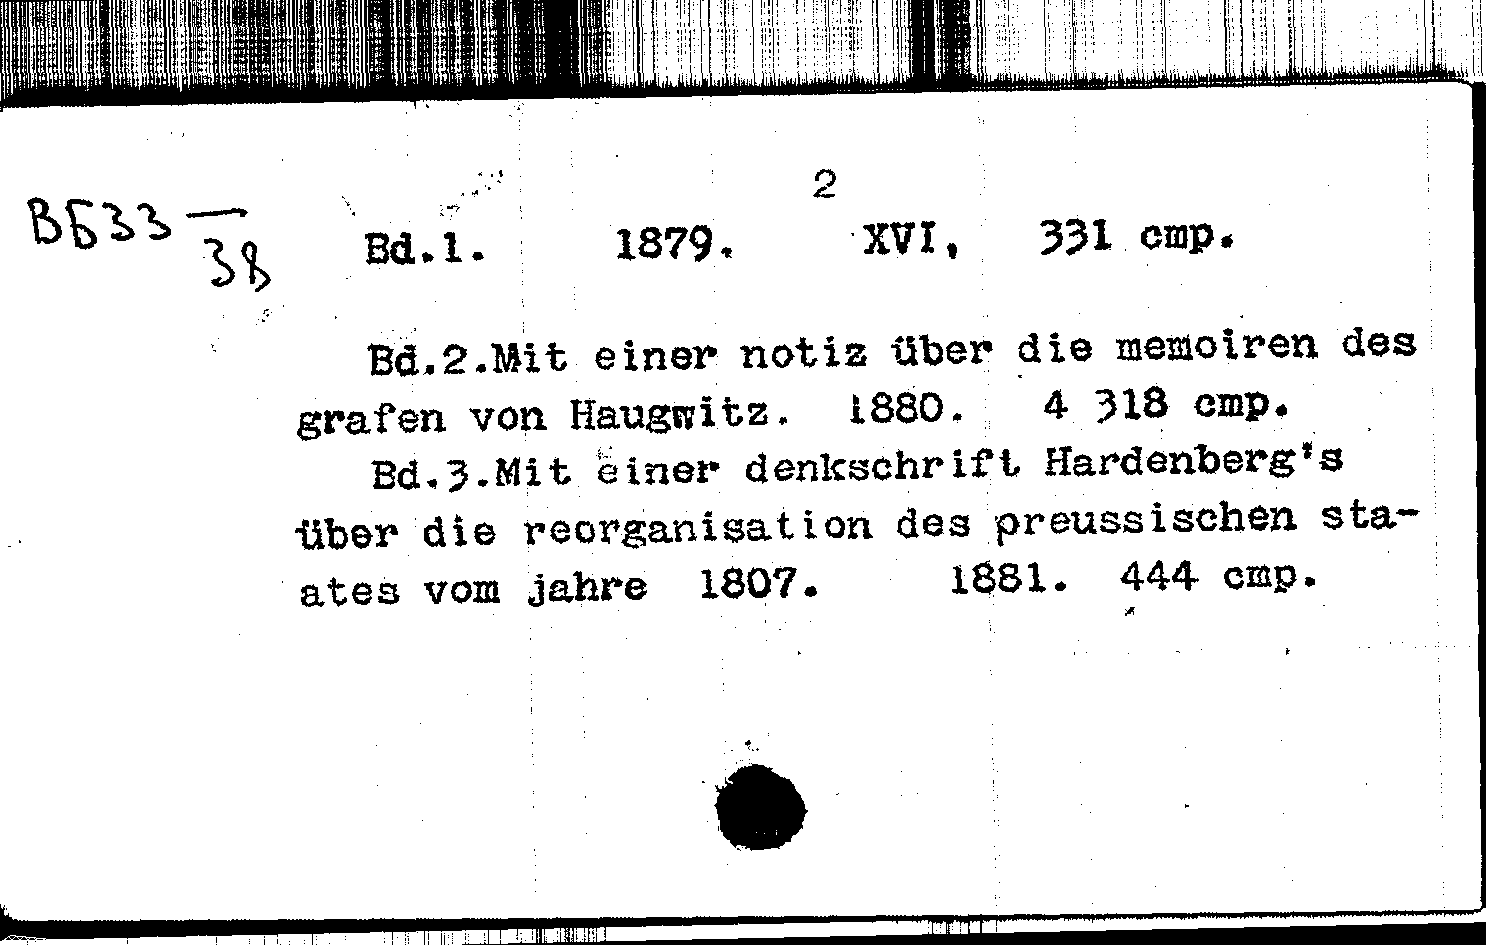 2
ВБ33 —
38
Bd.1. 1879. XVI, 331 стр.
Bd.2.Mit einer notiz über die memoiren des
grafen von Haugwitz. 1880. 4 318 стр.
Bd.3.Mit einer denkschrift Hardenberg's
über die reorganisation des preussischen sta-
ates vom jahre 1807. 1881. 444 стр.